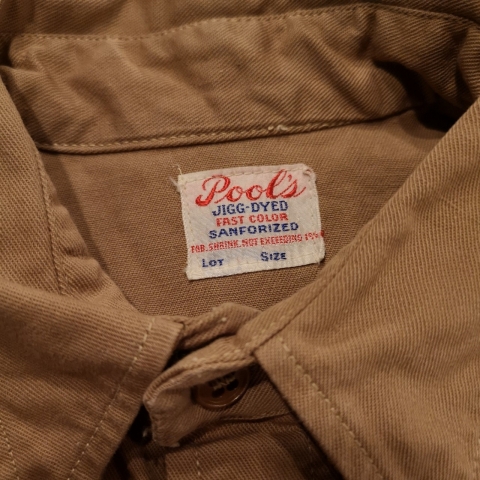 Pool's
JIGG-DYED
FAST COLOR
SANFORIZED
FAB. SHRINK. NOT EXCEEDING 1%
LOT SIZE